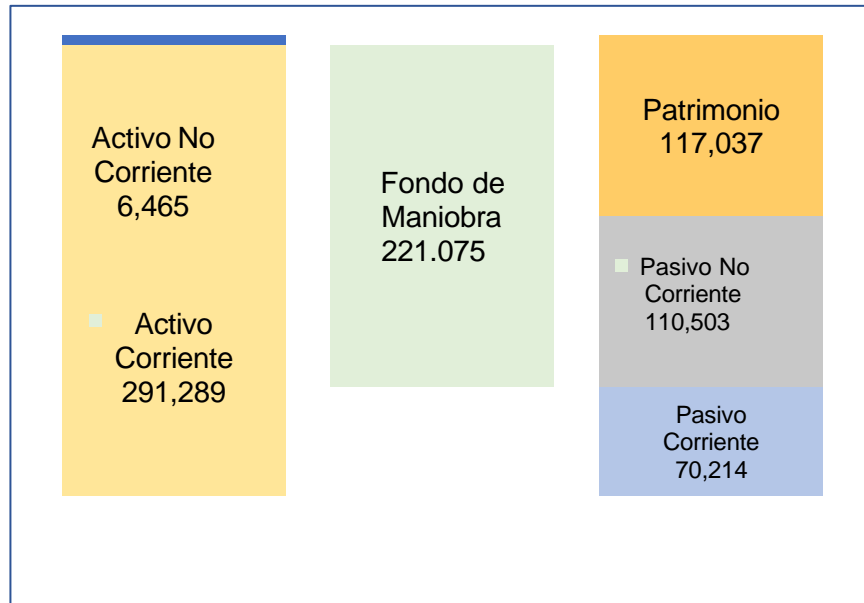 Activo No
Corriente
6,465
Activo
Corriente
291,289
Fondo de
Maniobra
221.075
Patrimonio
117,037
Pasivo No
Corriente
110,503
Pasivo
Corriente
70,214